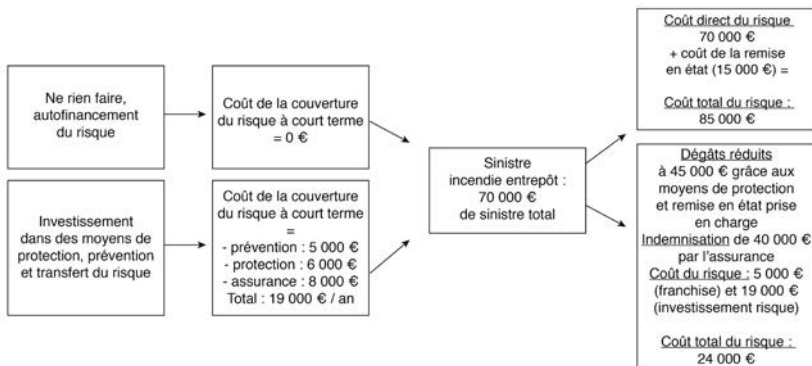 Ne rien faire,
autofinancement
du risque
Coût de la couverture
du risque à court terme
= 0 €
Investissement
dans des moyens de
protection, prévention
et transfert du risque
Coût de la couverture
du risque à court terme
=
- prévention : 5 000 €
- protection : 6 000 €
- assurance : 8 000 €
Total : 19 000 € / an
Sinistre
incendie entrepôt :
70 000 €
de sinistre total
Coût direct du risque
70 000 €
+ coût de la remise
en état (15 000 €) =
Coût total du risque :
85 000 €
Dégâts réduits
à 45 000 € grâce aux
moyens de protection
et remise en état prise
en charge
Indemnisation de 40 000 €
par l'assurance
Coût du risque : 5 000 €
(franchise) et 19 000 €
(investissement risque)
Coût total du risque :
24 000 €